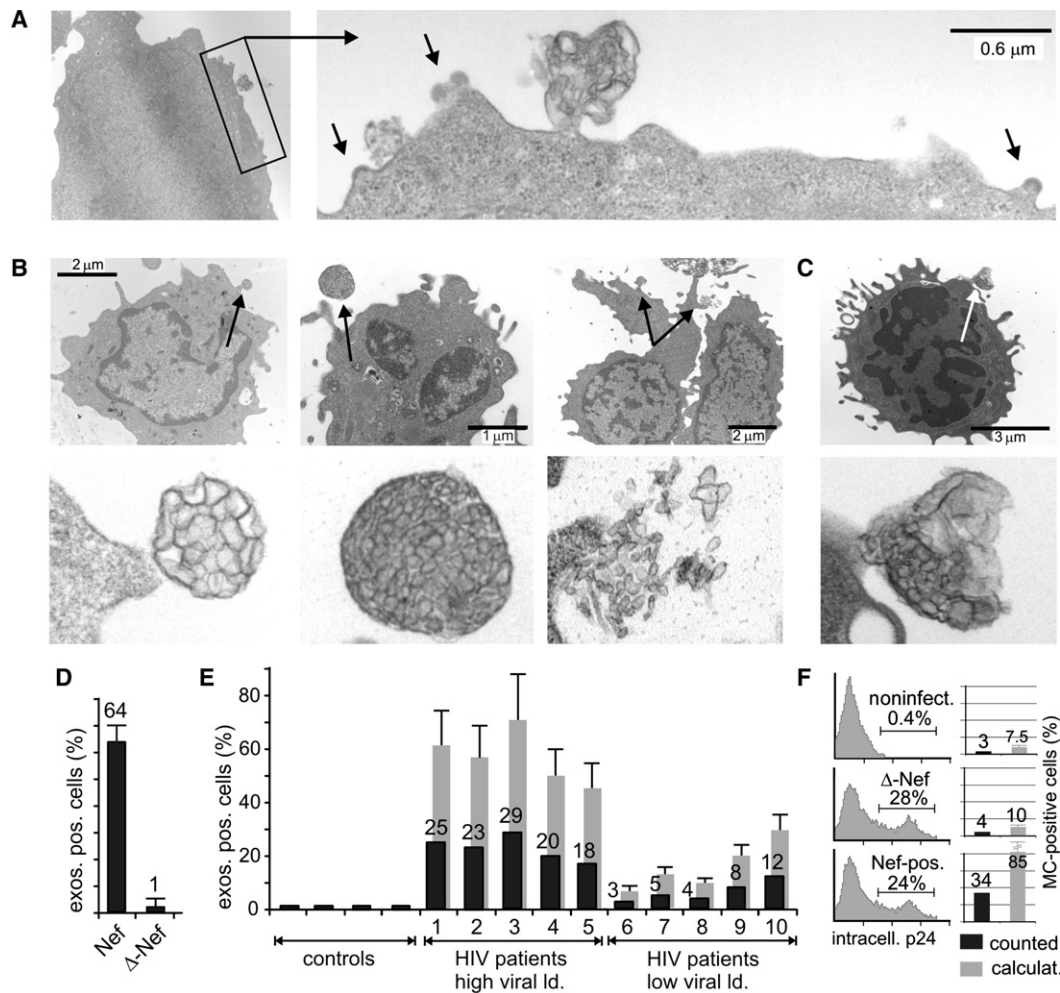 A
0.6 μm
B
2 μm
1 μm
2 μm
C
3 μm
D
exos. pos. cells (%)
64
1
Nef
Δ-Nef
E
exos. pos. cells (%)
80
60
40
20
0
25
23
29
20
18
3
5
4
8
12
1
2
3
4
5
6
7
8
9
10
controls
HIV patients
high viral ld.
HIV patients
low viral ld.
F
noninfect.
0.4%
Δ-Nef
28%
Nef-pos.
24%
intracell. p24
3
7.5
4
10
34
85
MC-positive cells (%)
counted
calculat.